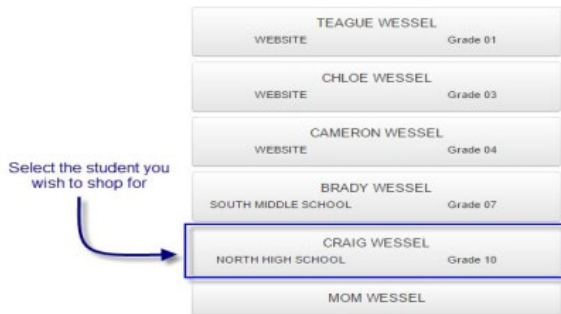 TEAGUE WESSEL
WEBSITE Grade 01
CHLOE WESSEL
WEBSITE Grade 03
CAMERON WESSEL
WEBSITE Grade 04
Select the student you
wish to shop for
BRADY WESSEL
SOUTH MIDDLE SCHOOL Grade 07
CRAIG WESSEL
NORTH HIGH SCHOOL Grade 10
MOM WESSEL